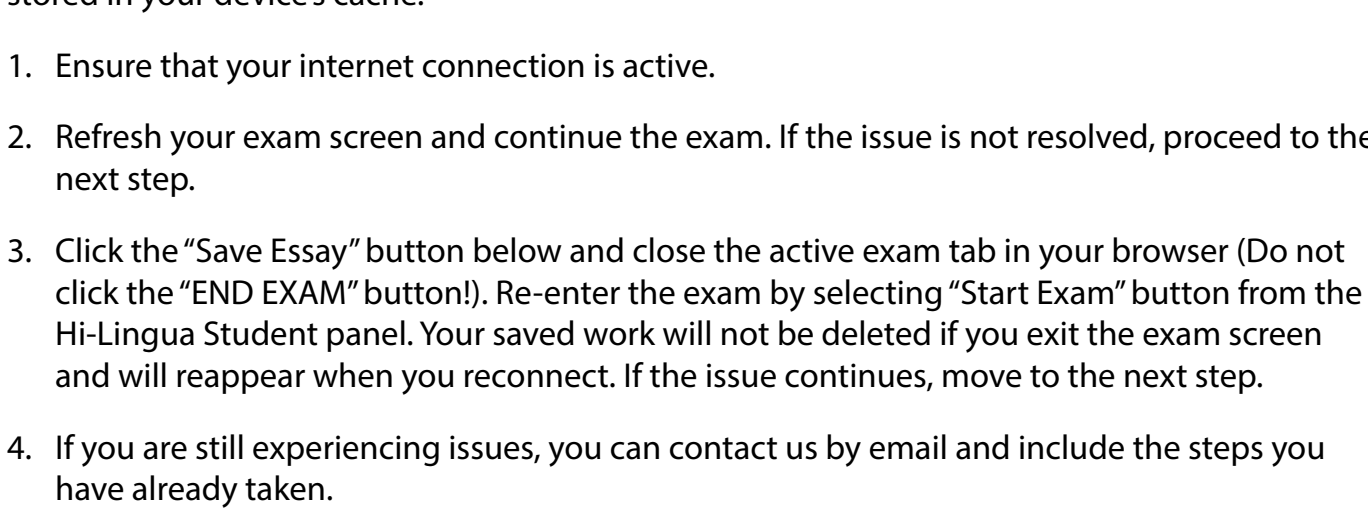 stored in your device's cache.
1. Ensure that your internet connection is active.
2. Refresh your exam screen and continue the exam. If the issue is not resolved, proceed to the
next step.
3. Click the “Save Essay” button below and close the active exam tab in your browser (Do not
click the “END EXAM” button!). Re-enter the exam by selecting “Start Exam” button from the
Hi-Lingua Student panel. Your saved work will not be deleted if you exit the exam screen
and will reappear when you reconnect. If the issue continues, move to the next step.
4. If you are still experiencing issues, you can contact us by email and include the steps you
have already taken.